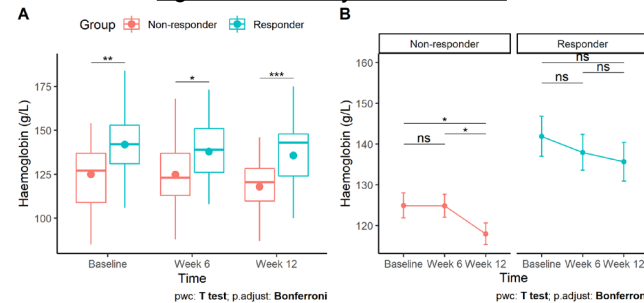 A
Group Non-responder Responder
**
*
***
Haemoglobin (g/L)
175
150
125
100
Baseline Week 6 Week 12
Time
pwc: T test; p.adjust: Bonferroni
B
Non-responder Responder
160
150
140
130
120
Haemoglobin (g/L)
*
ns
*
ns
ns
ns
Baseline Week 6 Week 12 Baseline Week 6 Week 12
Time
pwc: T test; p.adjust: Bonferroni